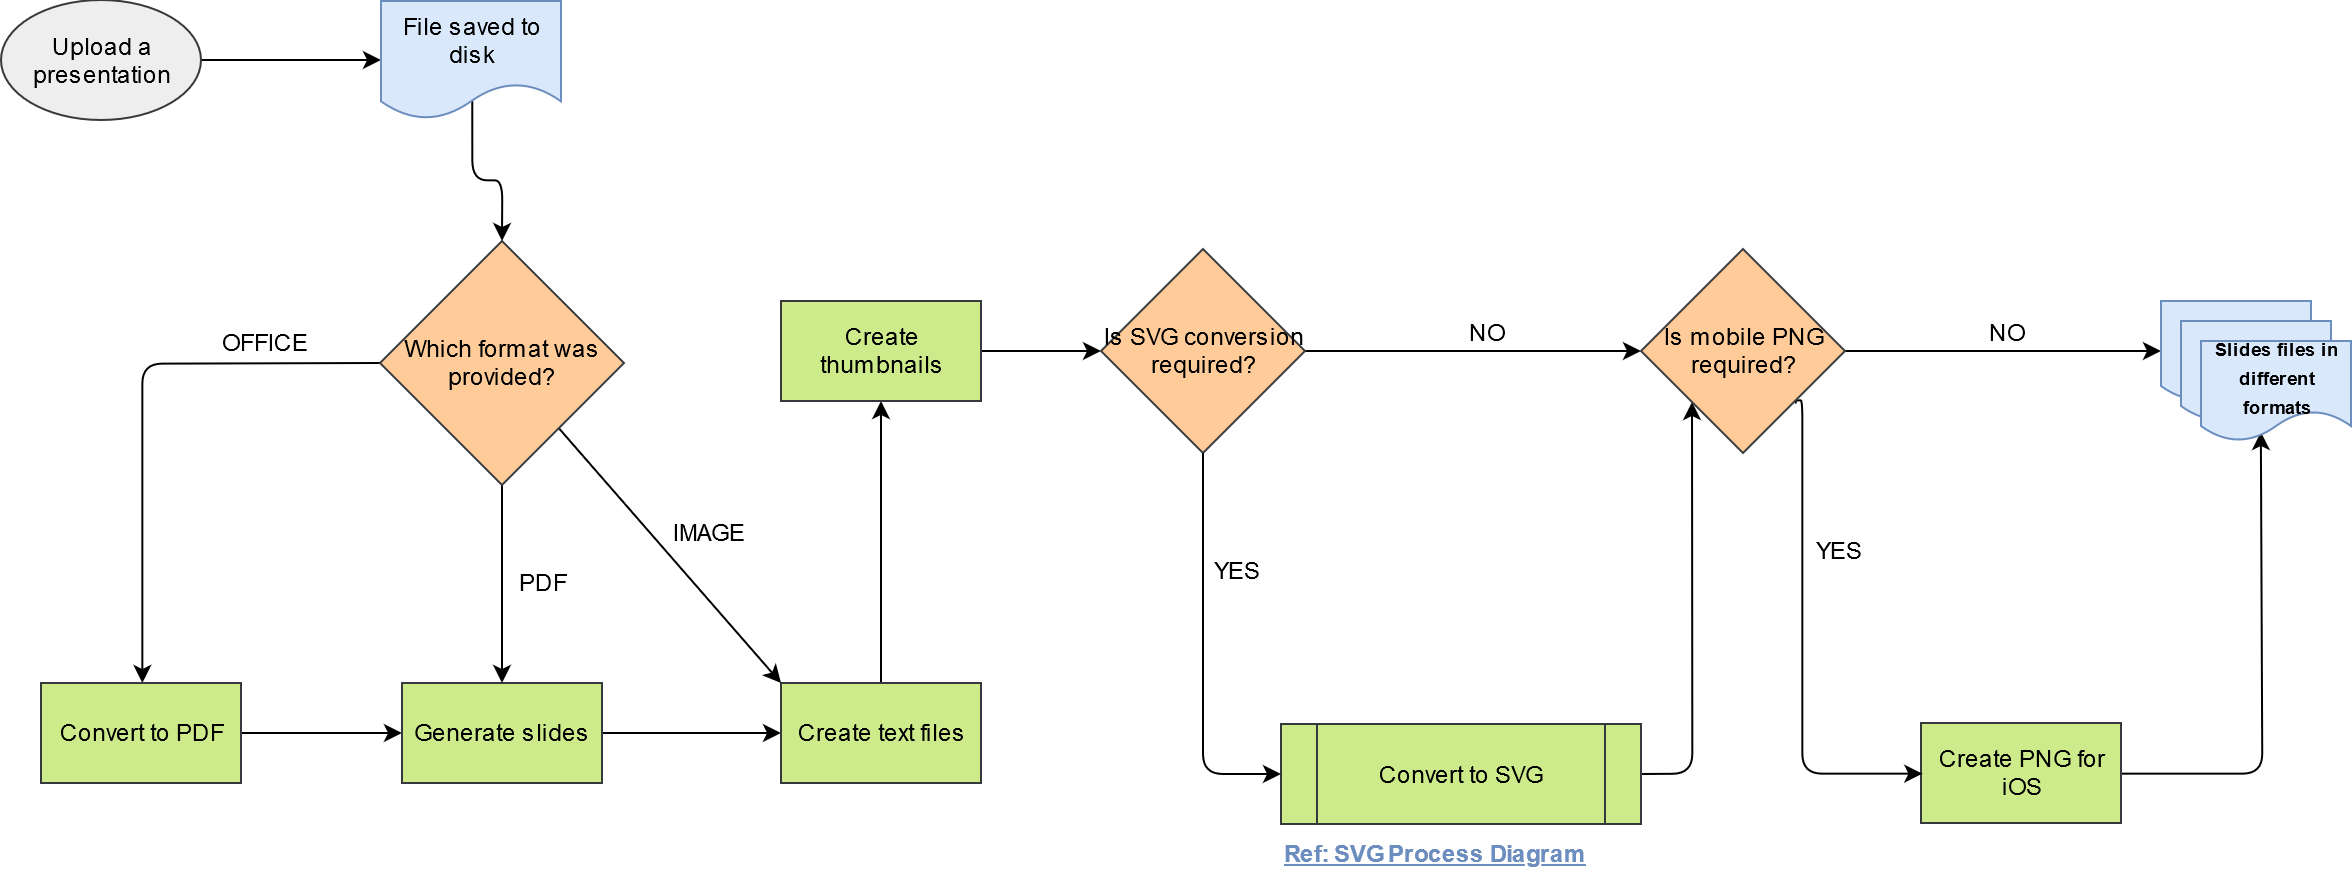 Upload a
presentation
File saved to
disk
Which format was
provided?
OFFICE
PDF
IMAGE
Convert to PDF
Generate slides
Create text files
Create
thumbnails
Is SVG conversion
required?
NO
YES
Convert to SVG
Ref: SVG Process Diagram
Is mobile PNG
required?
NO
YES
Create PNG for
iOS
Slides files in
different
formats